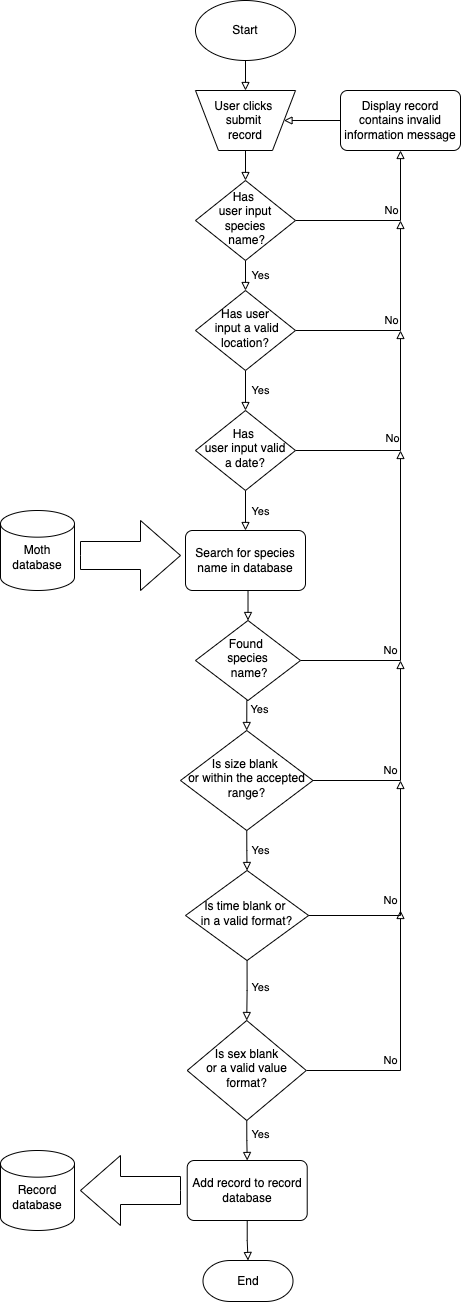 Start
User clicks
submit
record
Display record
contains invalid
information message
Has
user input
species
name?
No
Yes
Has user
input a valid
location?
No
Yes
Has
user input valid
a date?
No
Yes
Moth
database
Search for species
name in database
Found
species
name?
No
Yes
Is size blank
or within the accepted
range?
No
Yes
Is time blank or
in a valid format?
No
Yes
Is sex blank
or a valid value
format?
No
Yes
Record
database
Add record to record
database
End